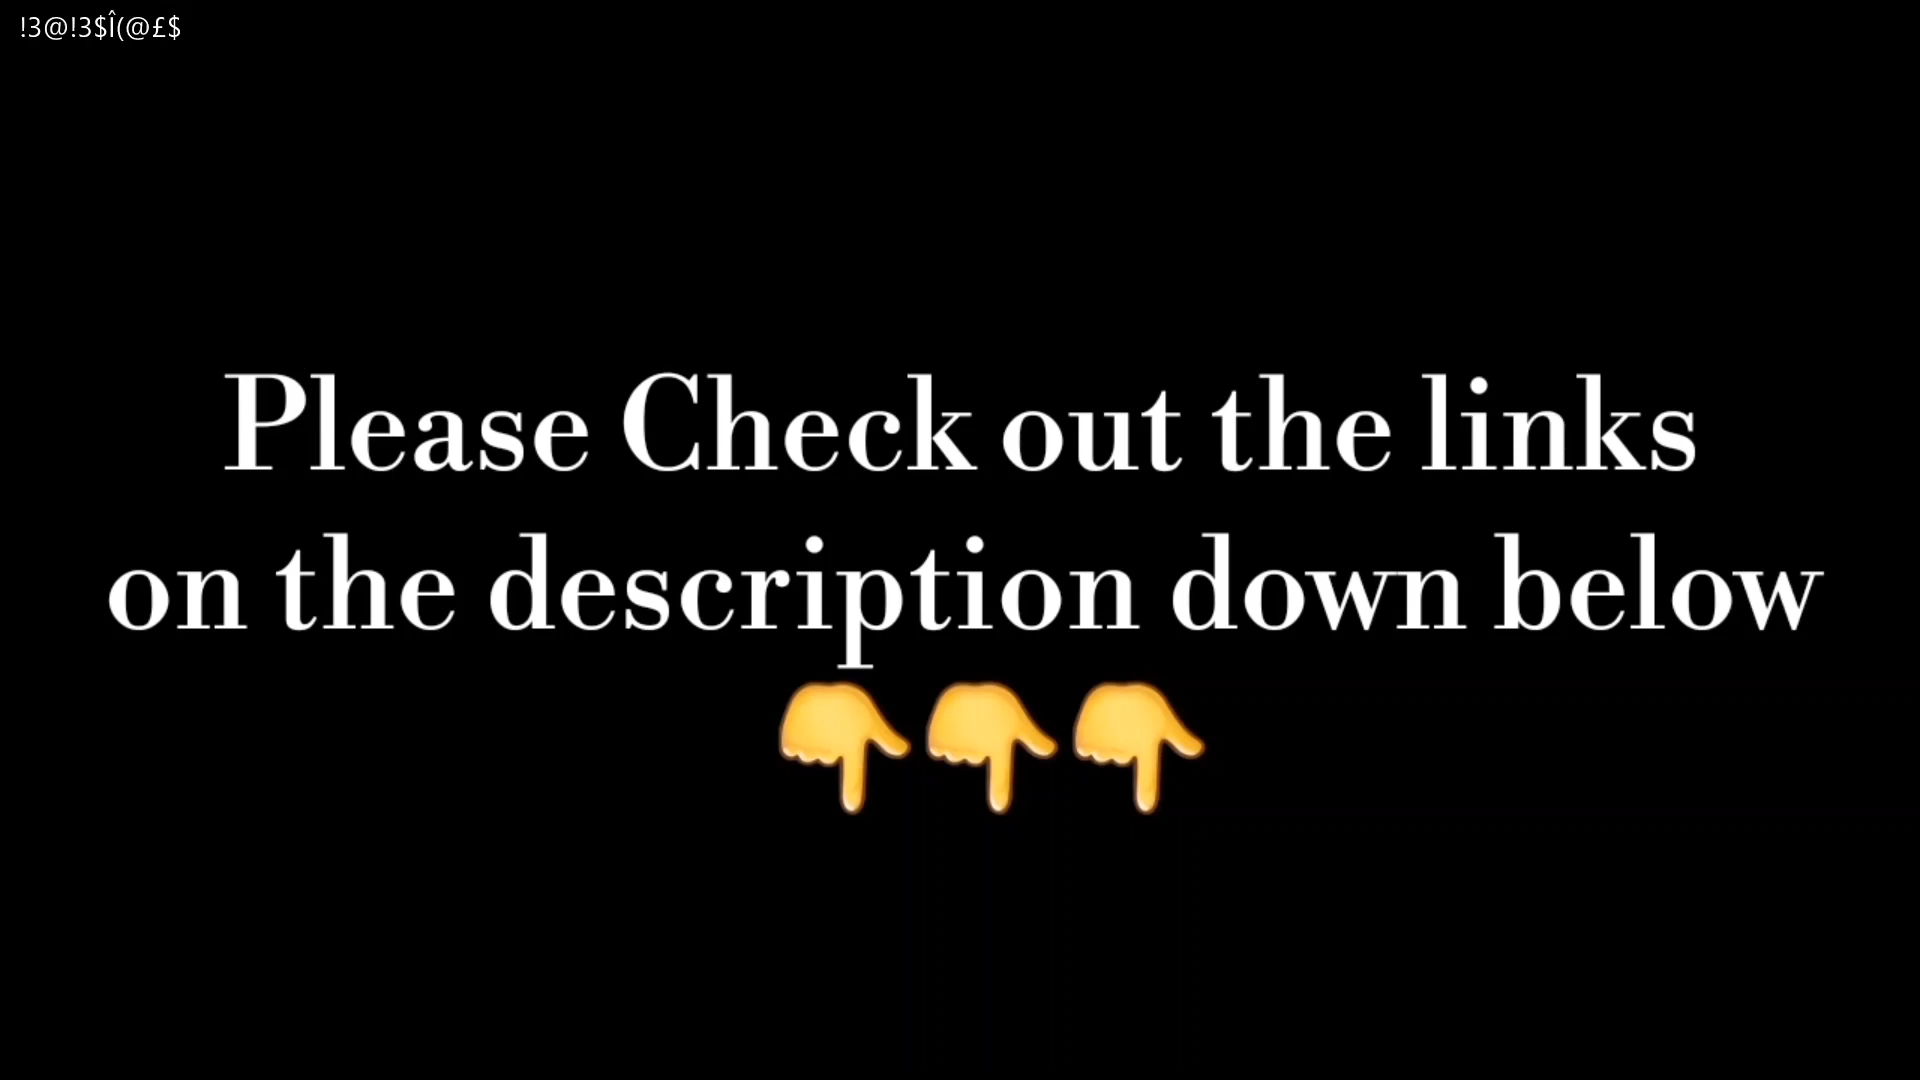 !3@!3$Î(@£$
Please Check out the links
on the description down below
👇👇👇